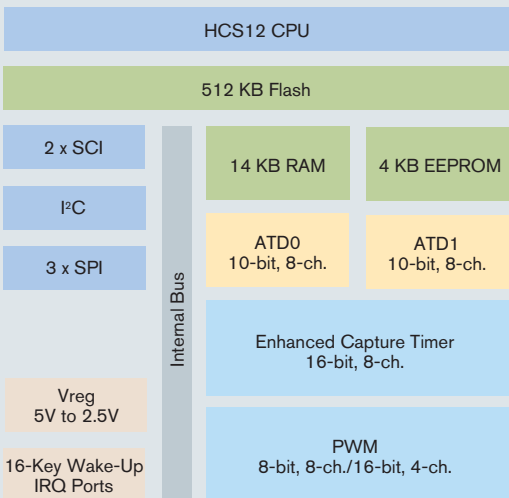 HCS12 CPU
512 KB Flash
2 x SCI
I²C
3 x SPI
Vreg
5V to 2.5V
16-Key Wake-Up
IRQ Ports
Internal Bus
14 KB RAM
4 KB EEPROM
ATD0
10-bit, 8-ch.
ATD1
10-bit, 8-ch.
Enhanced Capture Timer
16-bit, 8-ch.
PWM
8-bit, 8-ch./16-bit, 4-ch.